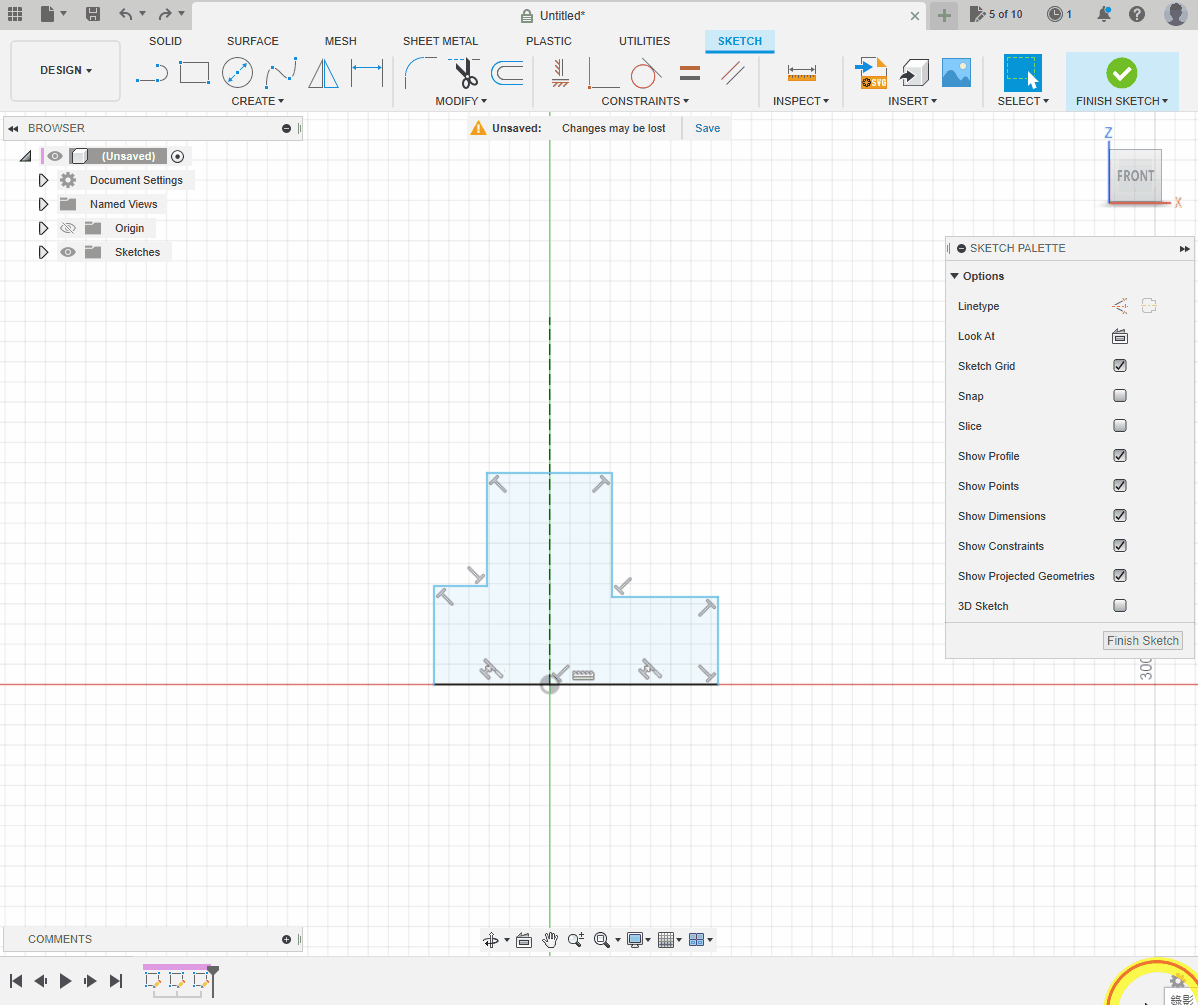 Untitled*
5 of 10
1
SOLID
SURFACE
MESH
SHEET METAL
PLASTIC
UTILITIES
SKETCH
DESIGN
SVG
CREATE
MODIFY
CONSTRAINTS
INSPECT
INSERT
SELECT
FINISH SKETCH
BROWSER
Unsaved:
Changes may be lost
Save
(Unsaved)
Document Settings
Named Views
Origin
Sketches
Z
FRONT
X
SKETCH PALETTE
Options
Linetype
Look At
Sketch Grid
Snap
Slice
Show Profile
Show Points
Show Dimensions
Show Constraints
Show Projected Geometries
3D Sketch
Finish Sketch
300
COMMENTS